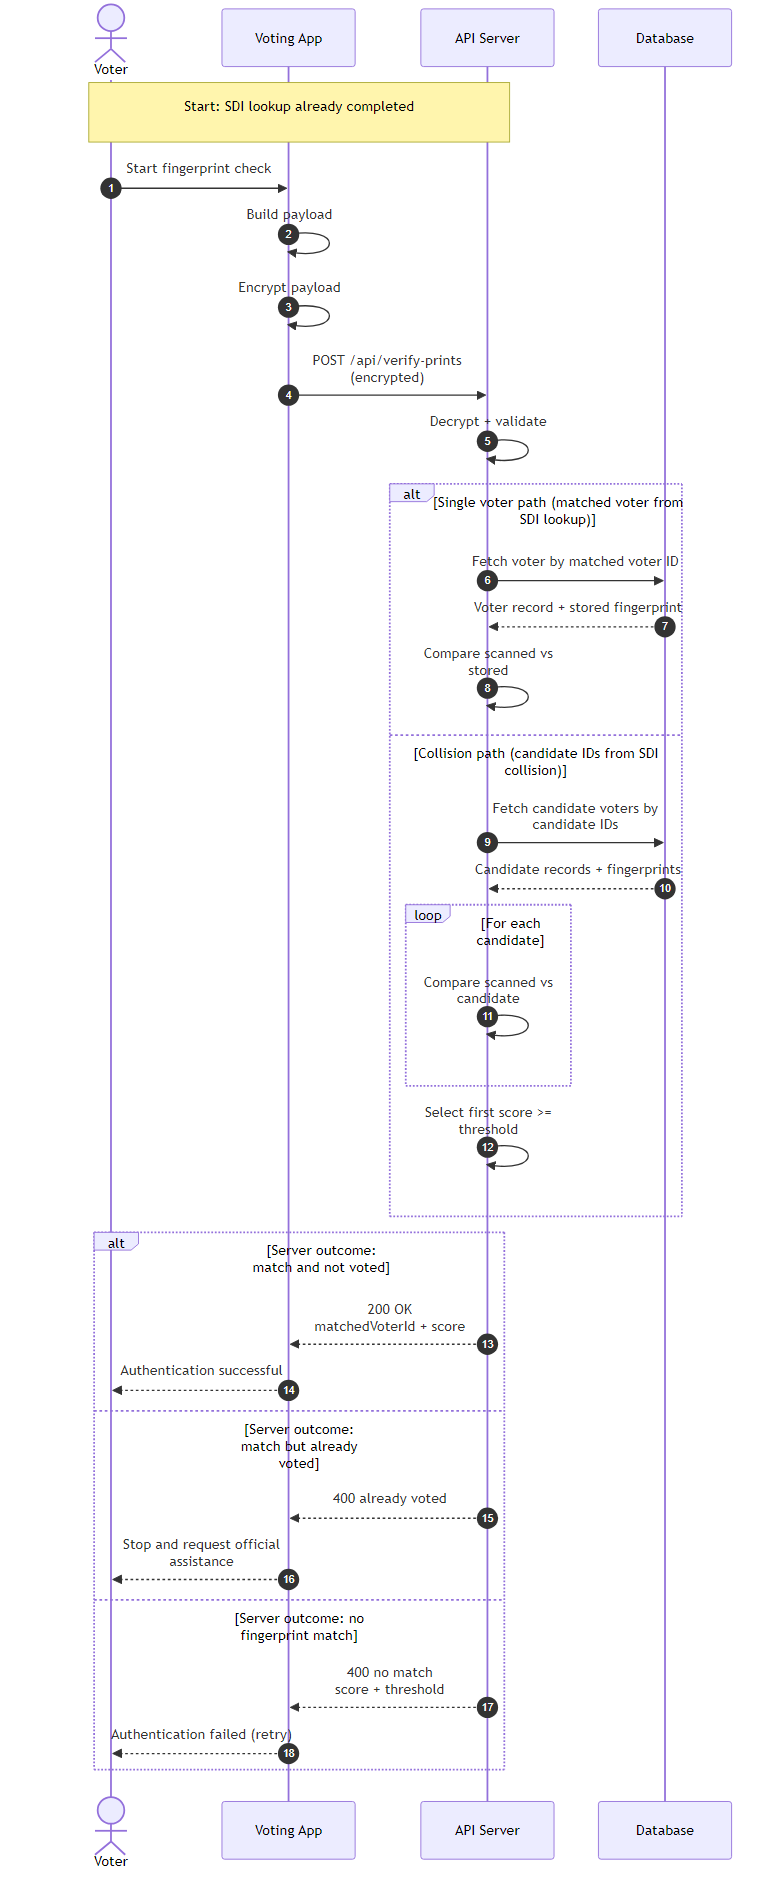 Voter
Voting App
API Server
Database
Start: SDI lookup already completed
Start fingerprint check
1
Build payload
2
Encrypt payload
3
POST /api/verify-prints
(encrypted)
4
Decrypt + validate
5
alt
[Single voter path (matched voter from
SDI lookup)]
Fetch voter by matched voter ID
6
Voter record + stored fingerprint
7
Compare scanned vs
stored
8
[Collision path (candidate IDs from SDI
collision)]
Fetch candidate voters by
candidate IDs
9
Candidate records + fingerprints
10
loop
[For each
candidate]
Compare scanned vs
candidate
11
Select first score >=
threshold
12
alt
[Server outcome:
match and not voted]
200 OK
matchedVoterId + score
13
Authentication successful
14
[Server outcome:
match but already
voted]
400 already voted
15
Stop and request official
assistance
16
[Server outcome: no
fingerprint match]
400 no match
score + threshold
17
Authentication failed (retry)
18
Voter
Voting App
API Server
Database